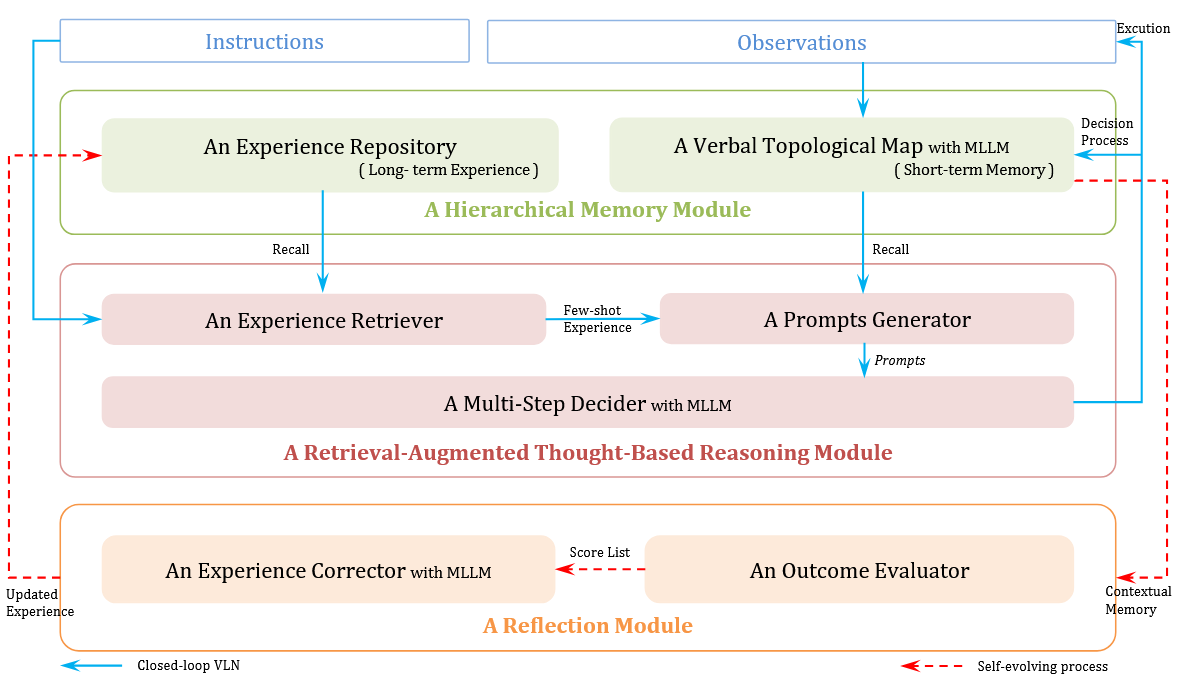 Instructions
Observations
Excution
An Experience Repository
( Long- term Experience )
A Verbal Topological Map with MLLM
( Short-term Memory )
Decision
Process
A Hierarchical Memory Module
Recall
Recall
An Experience Retriever
Few-shot
Experience
A Prompts Generator
Prompts
A Multi-Step Decider with MLLM
A Retrieval-Augmented Thought-Based Reasoning Module
An Experience Corrector with MLLM
Score List
An Outcome Evaluator
Updated
Experience
Contextual
Memory
A Reflection Module
Closed-loop VLN
Self-evolving process